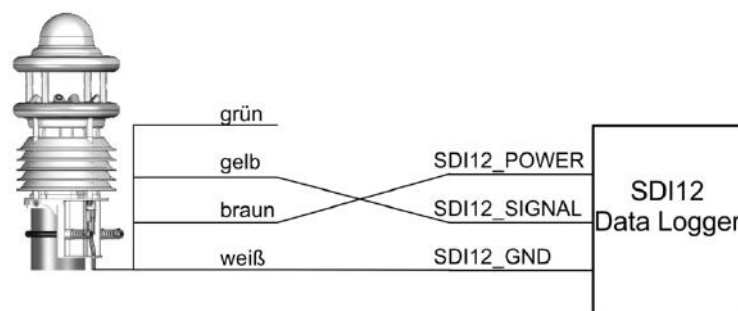 grün
gelb
SDI12_POWER
braun
SDI12_SIGNAL
weiß
SDI12_GND
SDI12
Data Logger